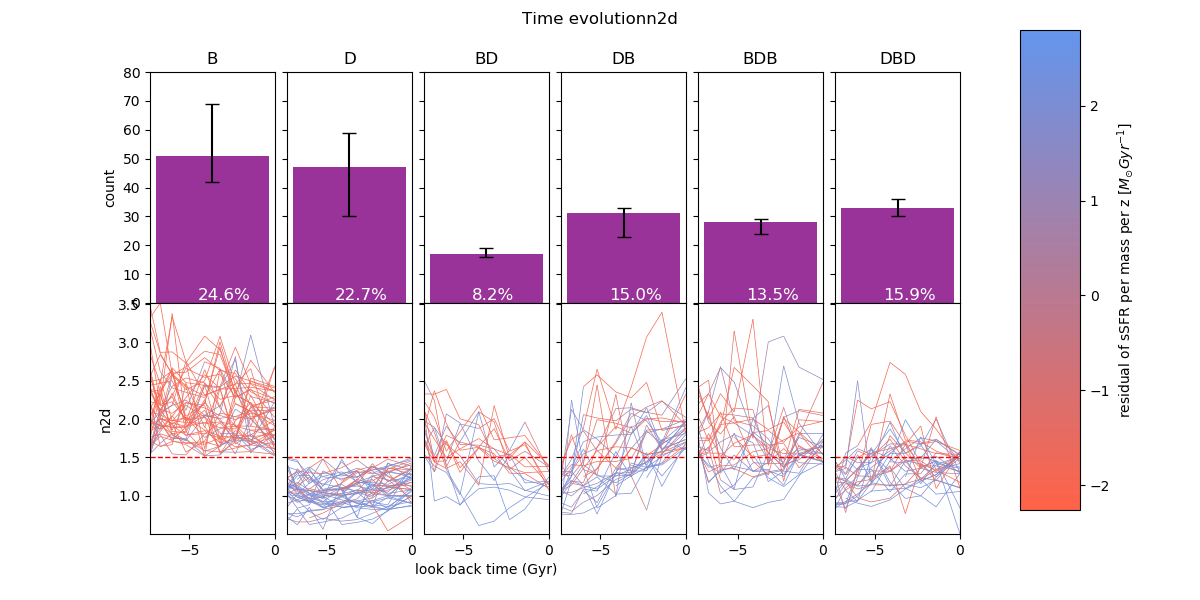 Time evolutionn2d
B D BD DB BDB DBD
80
70
60
50
40
30
20
10
0
count
24.6% 22.7% 8.2% 15.0% 13.5% 15.9%
3.5
3.0
2.5
2.0
1.5
1.0
n2d
−5 0 −5 0 −5 0 −5 0 −5 0 −5 0
look back time (Gyr)
2
1
0
−1
−2
residual of sSFR per mass per z [M⊙Gyr⁻¹]